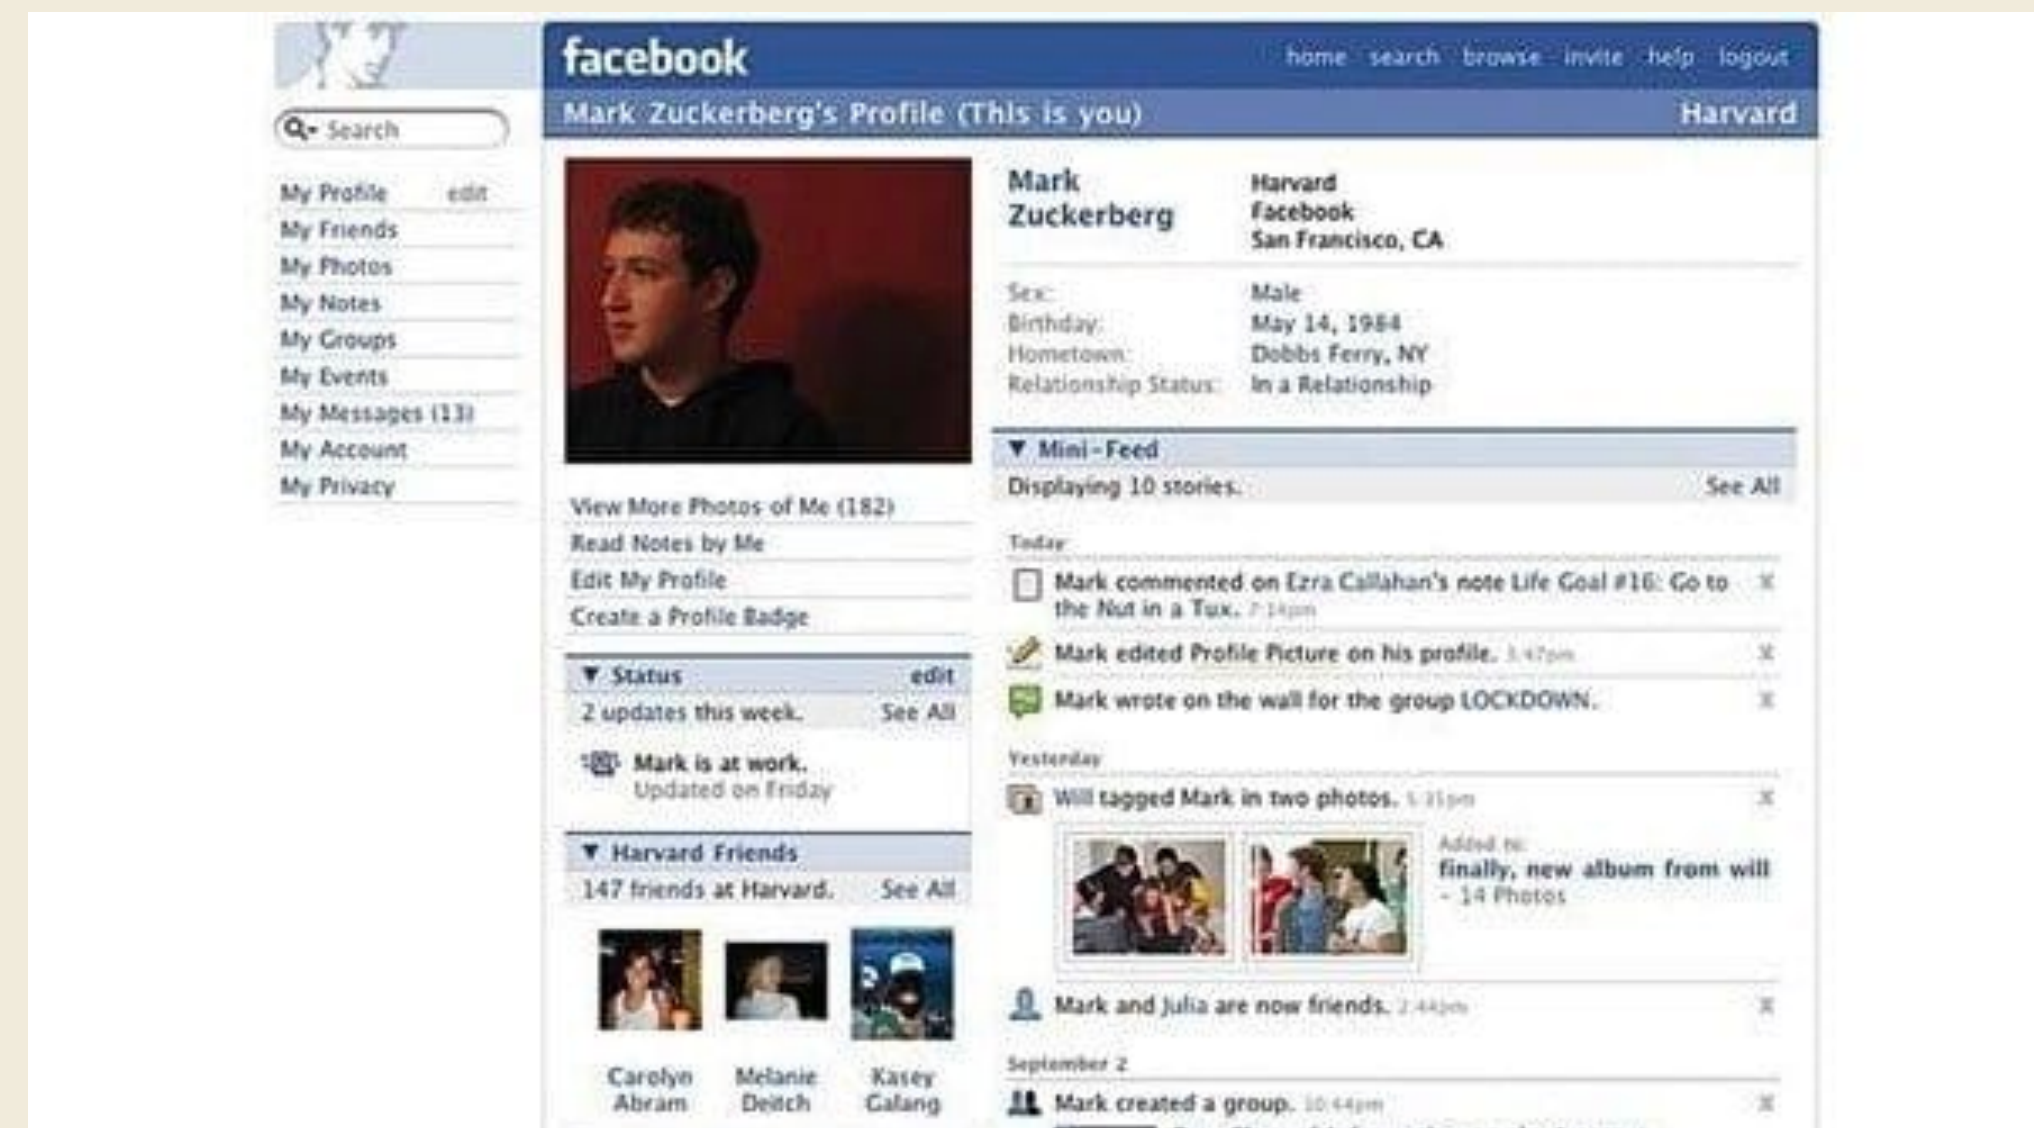 facebook
home search browse invite help logout
Mark Zuckerberg's Profile (This is you)
Harvard
Search
My Profile edit
My Friends
My Photos
My Notes
My Groups
My Events
My Messages (13)
My Account
My Privacy
View More Photos of Me (182)
Read Notes by Me
Edit My Profile
Create a Profile Badge
Status edit
2 updates this week. See All
Mark is at work.
Updated on Friday
Harvard Friends
147 friends at Harvard. See All
Carolyn
Abram
Melanie
Deitch
Kasey
Galang
Mark
Zuckerberg
Harvard
Facebook
San Francisco, CA
Sex: Male
Birthday: May 14, 1984
Hometown: Dobbs Ferry, NY
Relationship Status: In a Relationship
Mini-Feed
Displaying 10 stories. See All
Today
Mark commented on Ezra Callahan's note Life Goal #16: Go to
the Nut in a Tux. 7:14pm
Mark edited Profile Picture on his profile. 3:47pm
Mark wrote on the wall for the group LOCKDOWN.
Yesterday
Will tagged Mark in two photos.
Added to:
finally, new album from will
- 14 Photos
Mark and Julia are now friends. 2:44pm
September 2
Mark created a group. 10:44pm